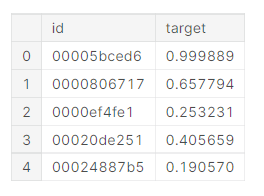 id target
0 00005bced6 0.999889
1 0000806717 0.657794
2 0000ef4fe1 0.253231
3 00020de251 0.405659
4 00024887b5 0.190570